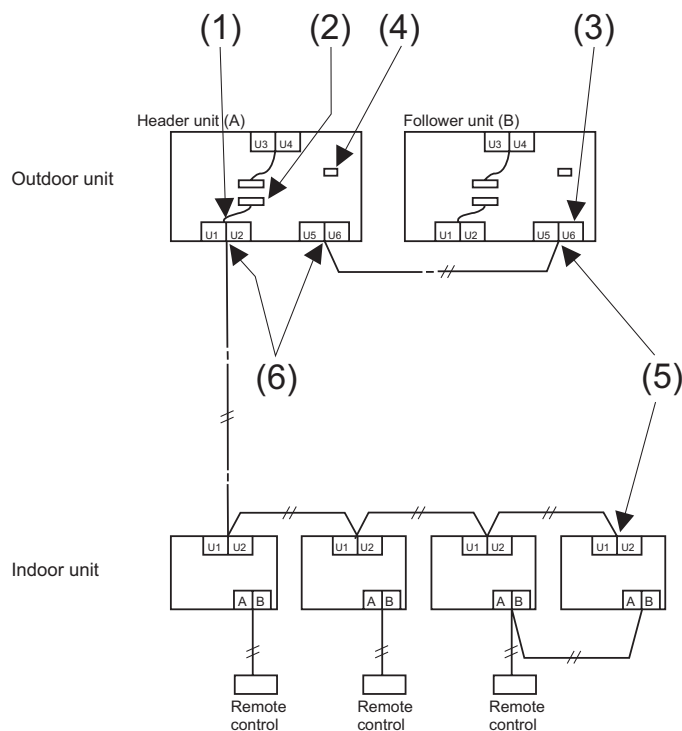 (1) (2) (4) (3)
Header unit (A) Follower unit (B)
U3 U4 U3 U4
Outdoor unit
U1 U2 U5 U6 U1 U2 U5 U6
(6) (5)
U1 U2 U1 U2 U1 U2 U1 U2
Indoor unit
A B A B A B A B
Remote control
Remote control
Remote control